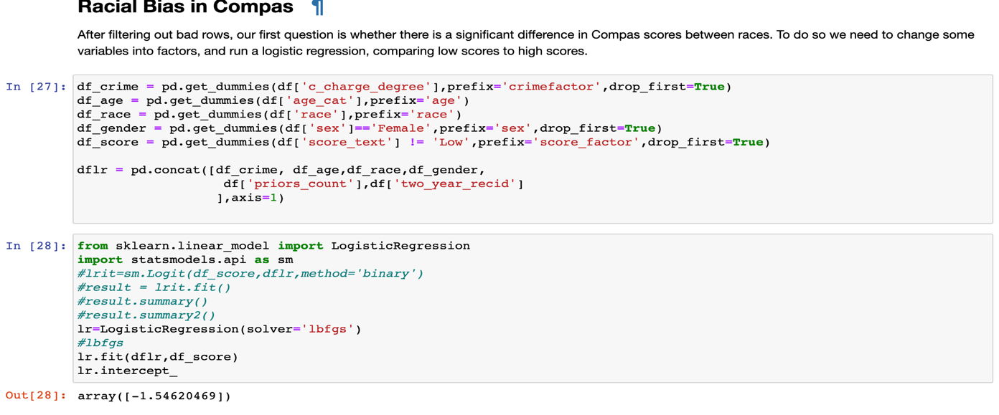 Racial Bias in Compas ¶
After filtering out bad rows, our first question is whether there is a significant difference in Compas scores between races. To do so we need to change some
variables into factors, and run a logistic regression, comparing low scores to high scores.
In [27]: df_crime = pd.get_dummies(df['c_charge_degree'],prefix='crimefactor',drop_first=True)
df_age = pd.get_dummies(df['age_cat'],prefix='age')
df_race = pd.get_dummies(df['race'],prefix='race')
df_gender = pd.get_dummies(df['sex']=='Female',prefix='sex',drop_first=True)
df_score = pd.get_dummies(df['score_text'] != 'Low',prefix='score_factor',drop_first=True)
dflr = pd.concat([df_crime, df_age,df_race,df_gender,
df['priors_count'],df['two_year_recid']
],axis=1)
In [28]: from sklearn.linear_model import LogisticRegression
import statsmodels.api as sm
#lrit=sm.Logit(df_score,dflr,method='binary')
#result = lrit.fit()
#result.summary()
#result.summary2()
lr=LogisticRegression(solver='lbfgs')
#lbfgs
lr.fit(dflr,df_score)
lr.intercept_
Out[28]: array([-1.54620469])